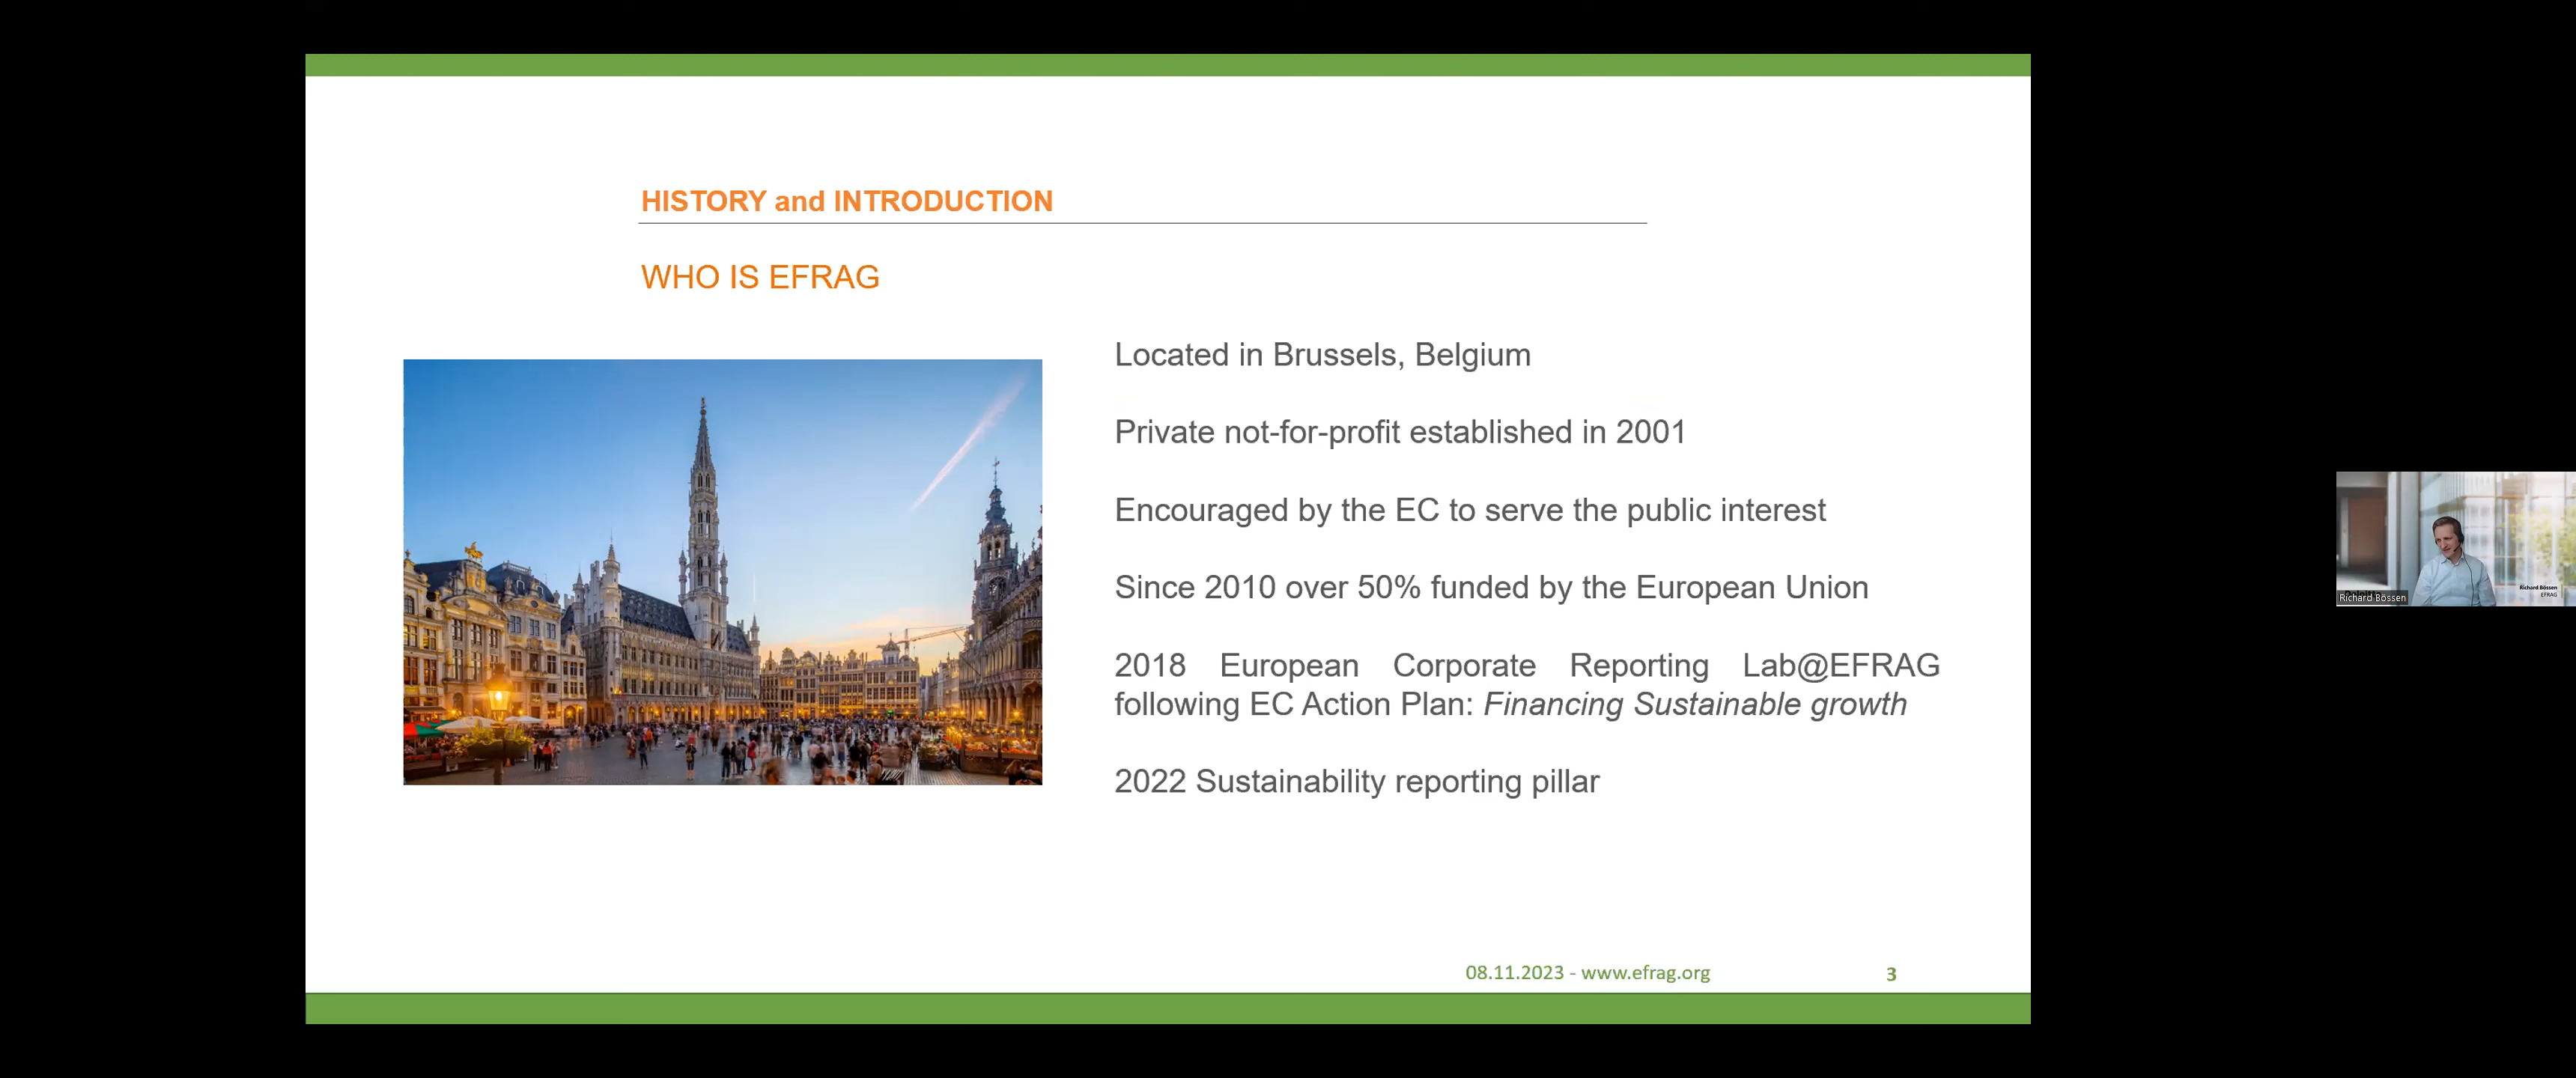 HISTORY and INTRODUCTION
WHO IS EFRAG
Located in Brussels, Belgium
Private not-for-profit established in 2001
Encouraged by the EC to serve the public interest
Since 2010 over 50% funded by the European Union
2018 European Corporate Reporting Lab@EFRAG
following EC Action Plan: Financing Sustainable growth
2022 Sustainability reporting pillar
08.11.2023 - www.efrag.org
3
Richard Bössen
EFRAG
Richard Bössen